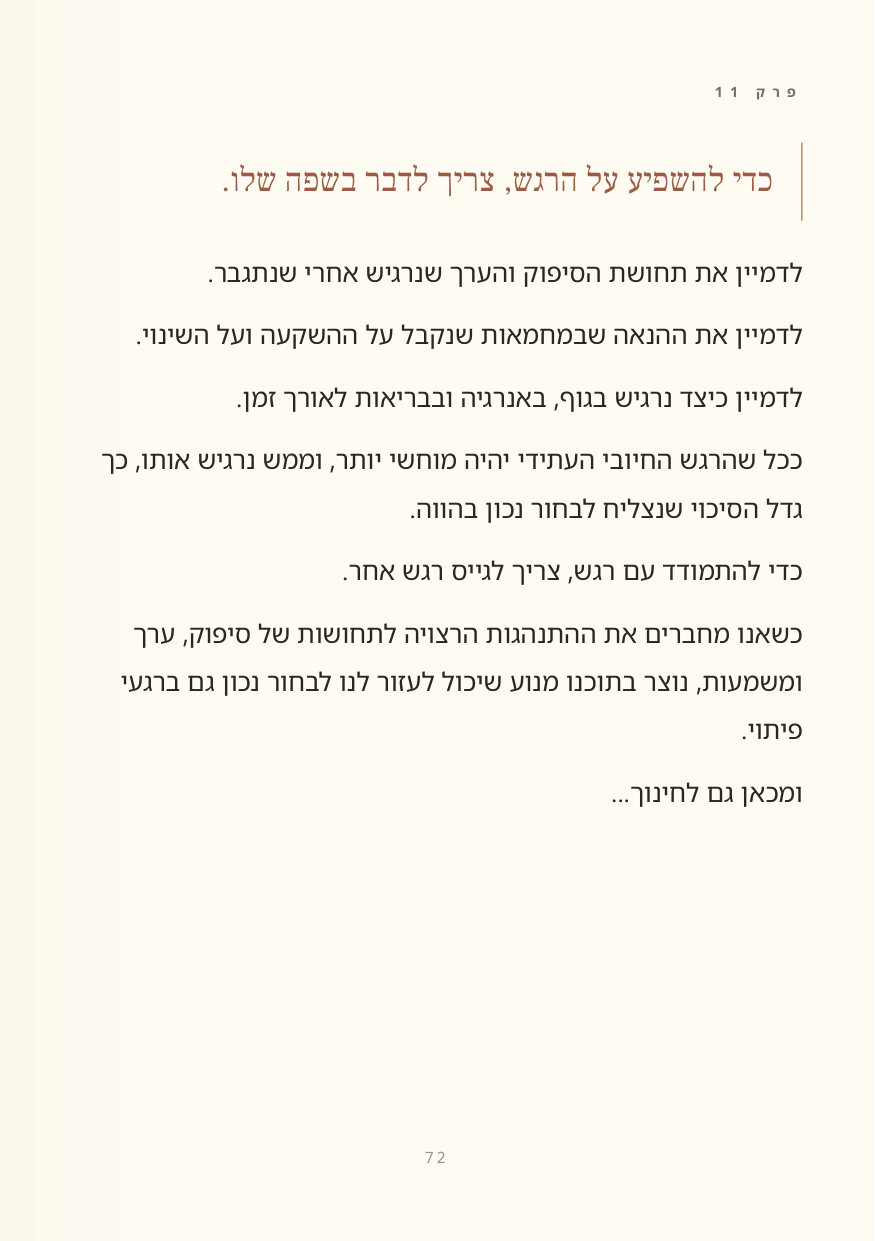 פרק 11
כדי להשפיע על הרגש, צריך לדבר בשפה שלו.
לדמיין את תחושת הסיפוק והערך שנרגיש אחרי שנתגבר.
לדמיין את ההנאה שבמחמאות שנקבל על ההשקעה ועל השינוי.
לדמיין כיצד נרגיש בגוף, באנרגיה ובבריאות לאורך זמן.
ככל שהרגש החיובי העתידי יהיה מוחשי יותר, וממש נרגיש אותו, כך
גדל הסיכוי שנצליח לבחור נכון בהווה.
כדי להתמודד עם רגש, צריך לגייס רגש אחר.
כשאנו מחברים את ההתנהגות הרצויה לתחושות של סיפוק, ערך
ומשמעות, נוצר בתוכנו מנוע שיכול לעזור לנו לבחור נכון גם ברגעי
פיתוי.
ומכאן גם לחינוך...
72